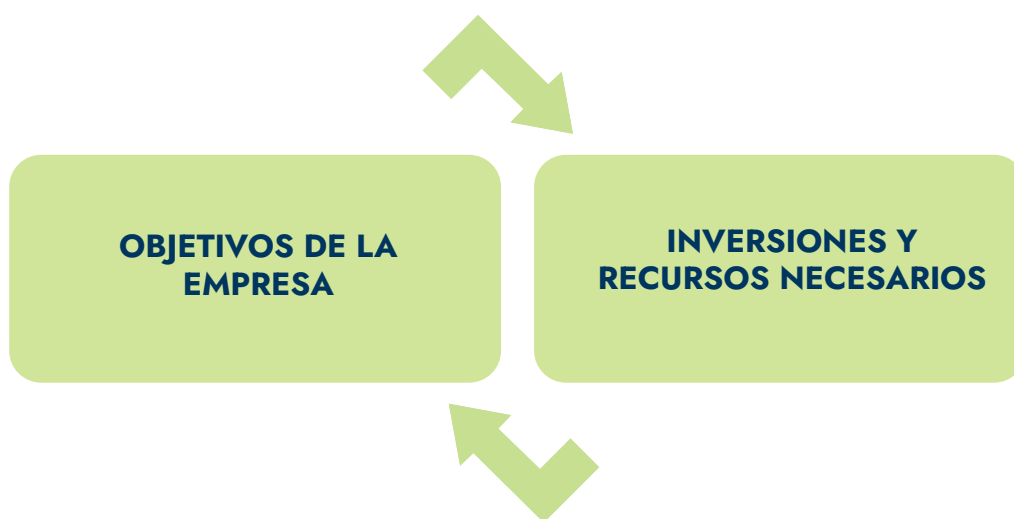 OBJETIVOS DE LA
EMPRESA
INVERSIONES Y
RECURSOS NECESARIOS